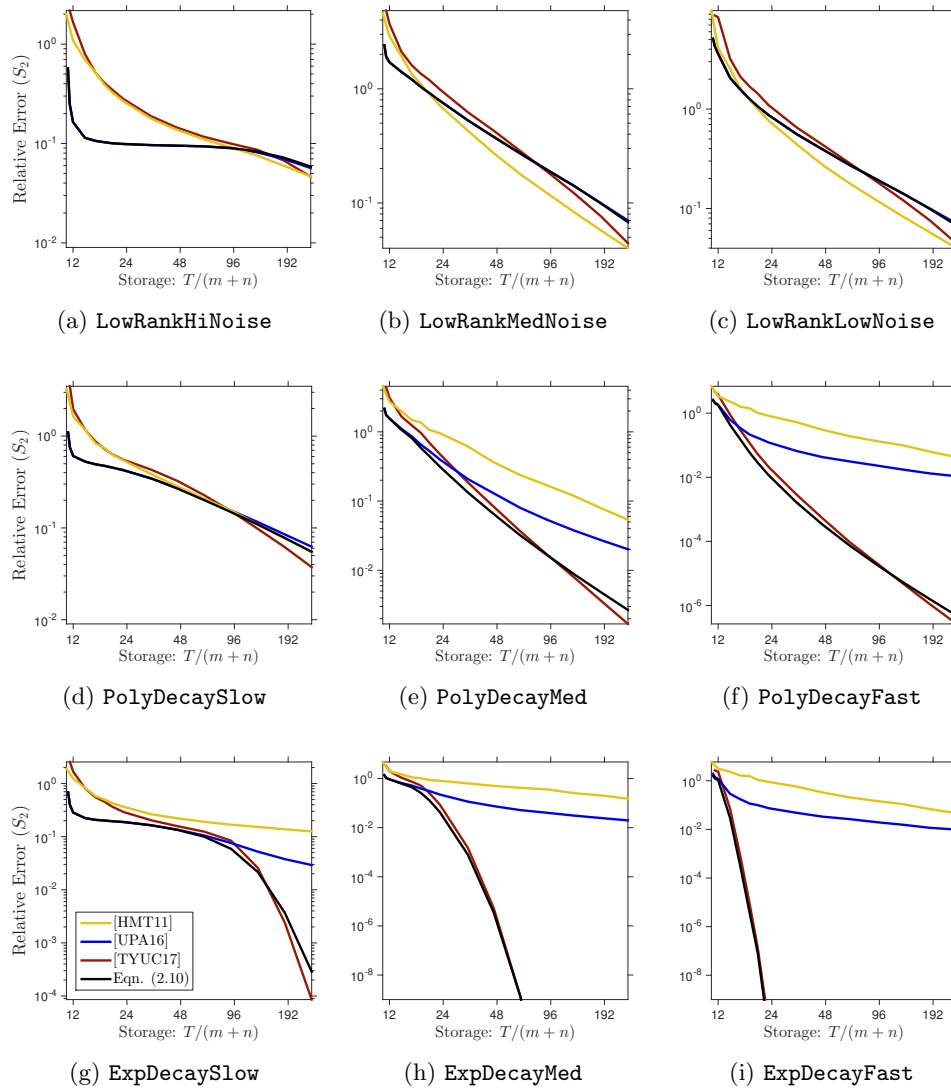 Relative Error (S₂)
10⁰
10⁻¹
10⁻²
12 24 48 96 192
Storage: T/(m + n)
(a) LowRankHiNoise
10⁰
10⁻¹
12 24 48 96 192
Storage: T/(m + n)
(b) LowRankMedNoise
10⁰
10⁻¹
12 24 48 96 192
Storage: T/(m + n)
(c) LowRankLowNoise
Relative Error (S₂)
10⁰
10⁻¹
10⁻²
12 24 48 96 192
Storage: T/(m + n)
(d) PolyDecaySlow
10⁰
10⁻¹
10⁻²
12 24 48 96 192
Storage: T/(m + n)
(e) PolyDecayMed
10⁰
10⁻²
10⁻⁴
10⁻⁶
12 24 48 96 192
Storage: T/(m + n)
(f) PolyDecayFast
Relative Error (S₂)
10⁰
10⁻¹
10⁻²
10⁻³
10⁻⁴
[HMT11]
[UPA16]
[TYUC17]
Eqn. (2.10)
12 24 48 96 192
Storage: T/(m + n)
(g) ExpDecaySlow
10⁰
10⁻²
10⁻⁴
10⁻⁶
10⁻⁸
12 24 48 96 192
Storage: T/(m + n)
(h) ExpDecayMed
10⁰
10⁻²
10⁻⁴
10⁻⁶
10⁻⁸
12 24 48 96 192
Storage: T/(m + n)
(i) ExpDecayFast